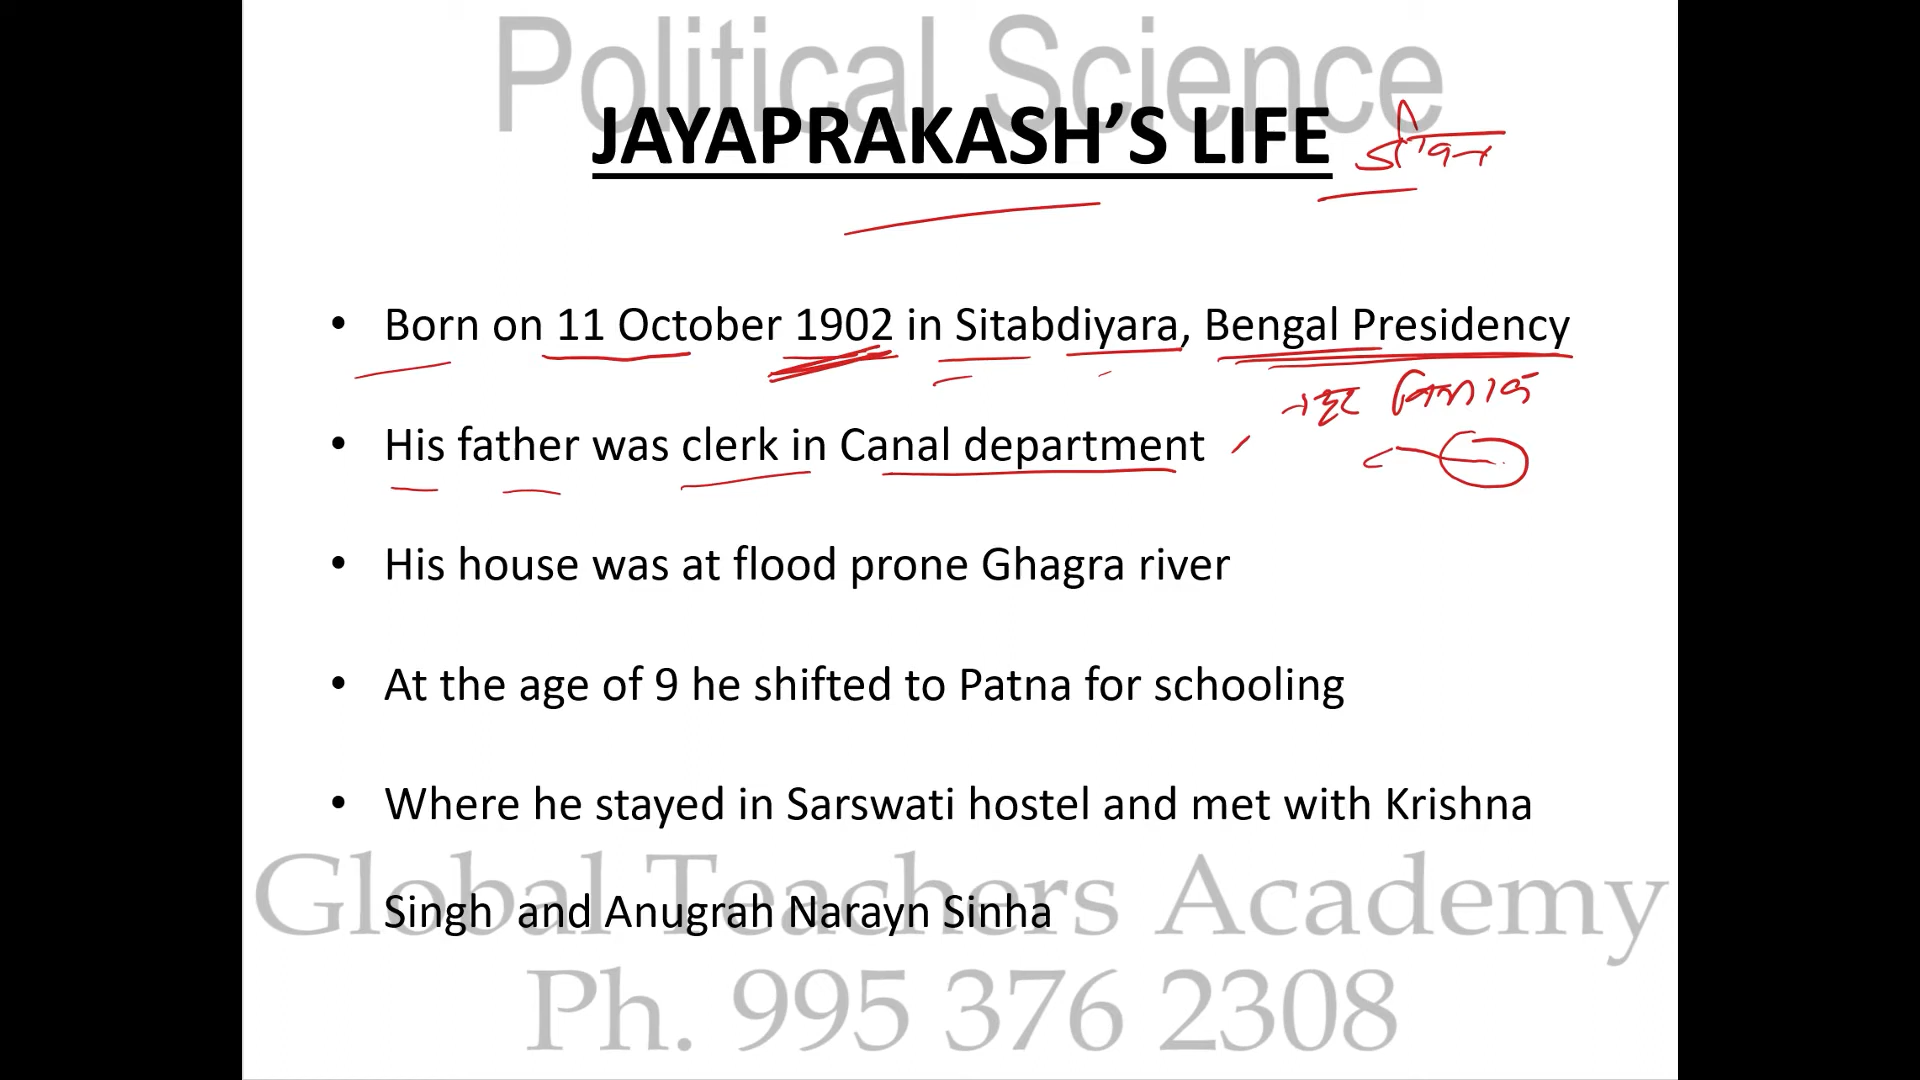 Political Science
JAYAPRAKASH'S LIFE जीवन
• Born on 11 October 1902 in Sitabdiyara, Bengal Presidency
• His father was clerk in Canal department
• His house was at flood prone Ghagra river
• At the age of 9 he shifted to Patna for schooling
• Where he stayed in Sarswati hostel and met with Krishna
Singh and Anugrah Narayn Sinha
Global Teachers Academy
Ph. 995 376 2308